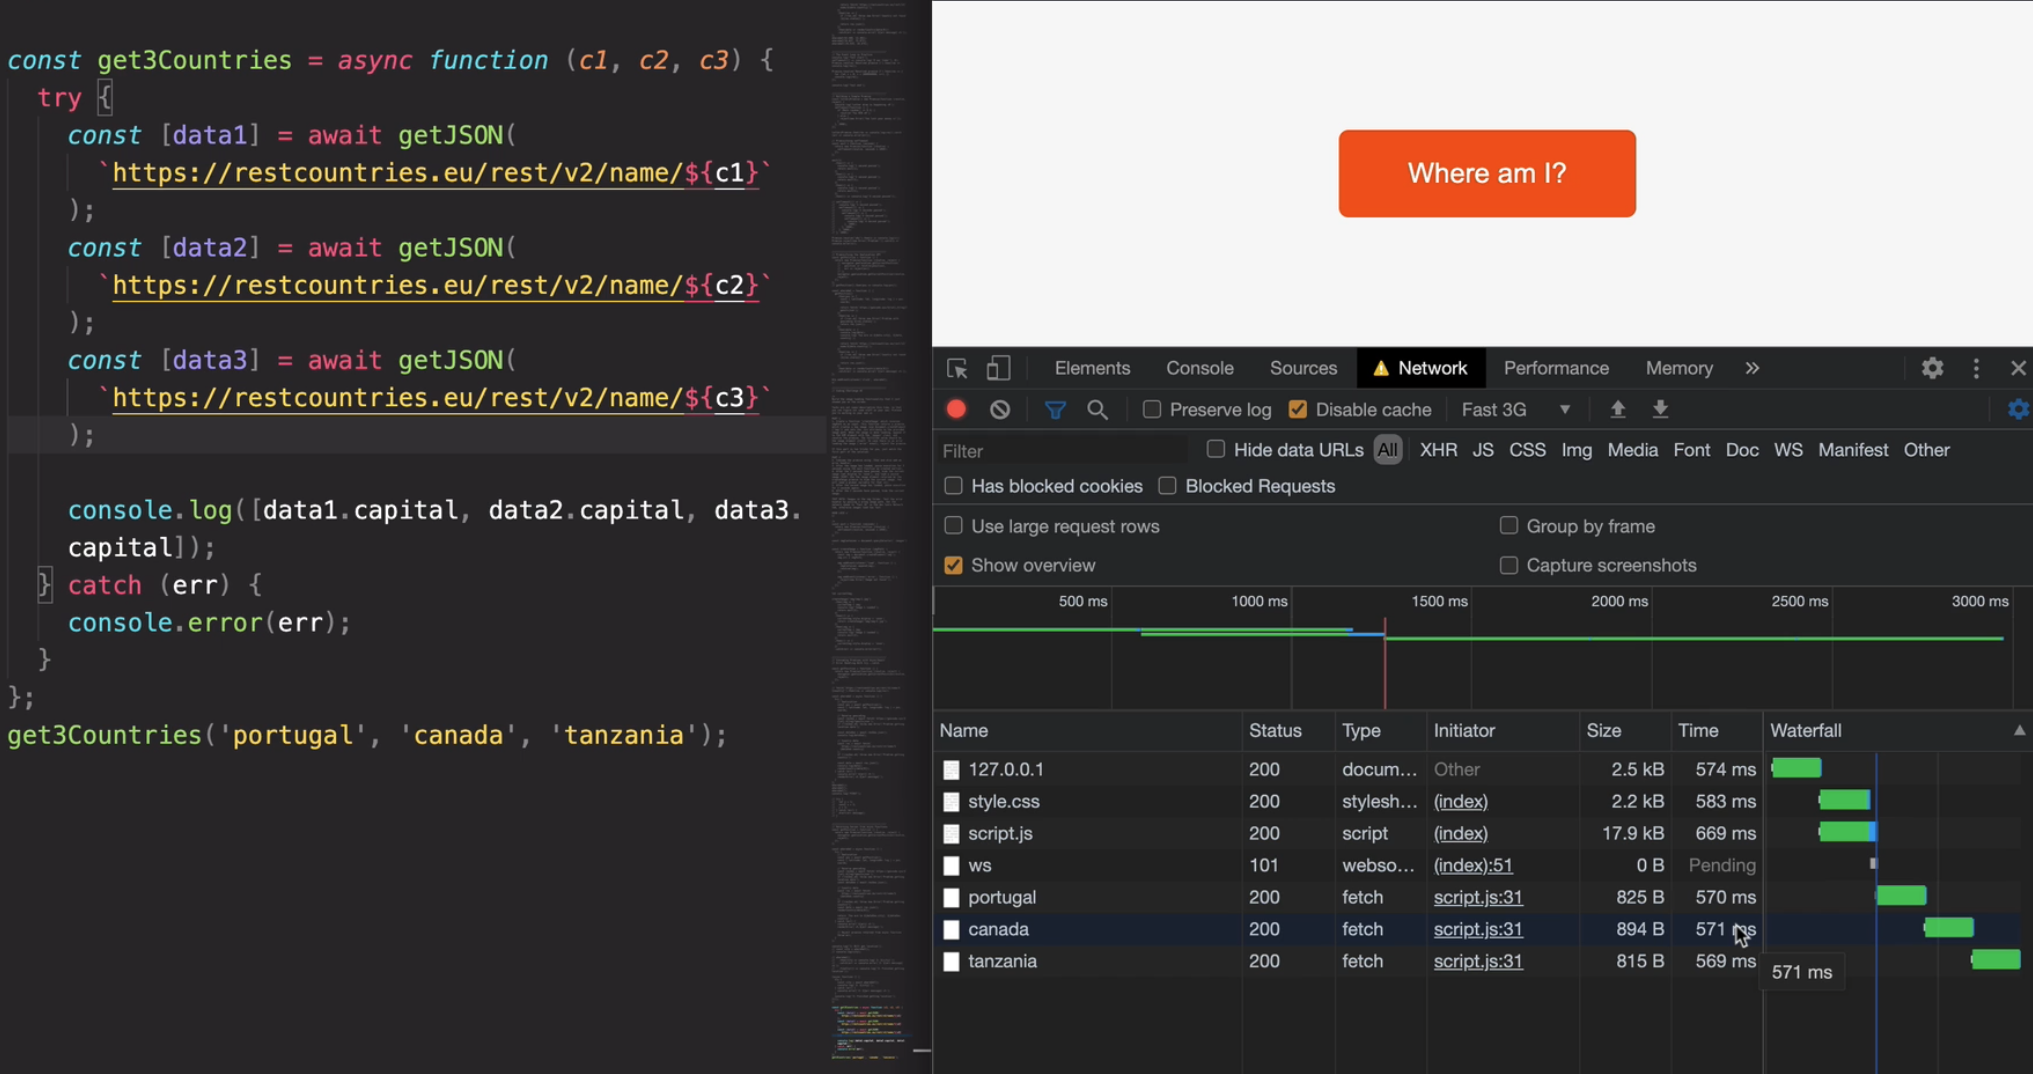 const get3Countries = async function (c1, c2, c3) {
try {
const [data1] = await getJSON(
`https://restcountries.eu/rest/v2/name/${c1}`
);
const [data2] = await getJSON(
`https://restcountries.eu/rest/v2/name/${c2}`
);
const [data3] = await getJSON(
`https://restcountries.eu/rest/v2/name/${c3}`
);
console.log([data1.capital, data2.capital, data3.
capital]);
} catch (err) {
console.error(err);
}
};
get3Countries('portugal', 'canada', 'tanzania');
Where am I?
Elements Console Sources Network Performance Memory »
Preserve log Disable cache Fast 3G
Filter Hide data URLs All XHR JS CSS Img Media Font Doc WS Manifest Other
Has blocked cookies Blocked Requests
Use large request rows Group by frame
Show overview Capture screenshots
500 ms 1000 ms 1500 ms 2000 ms 2500 ms 3000 ms
Name Status Type Initiator Size Time Waterfall
127.0.0.1 200 docum... Other 2.5 kB 574 ms
style.css 200 stylesh... (index) 2.2 kB 583 ms
script.js 200 script (index) 17.9 kB 669 ms
ws 101 webso... (index):51 0 B Pending
portugal 200 fetch script.js:31 825 B 570 ms
canada 200 fetch script.js:31 894 B 571 ms
tanzania 200 fetch script.js:31 815 B 569 ms
571 ms